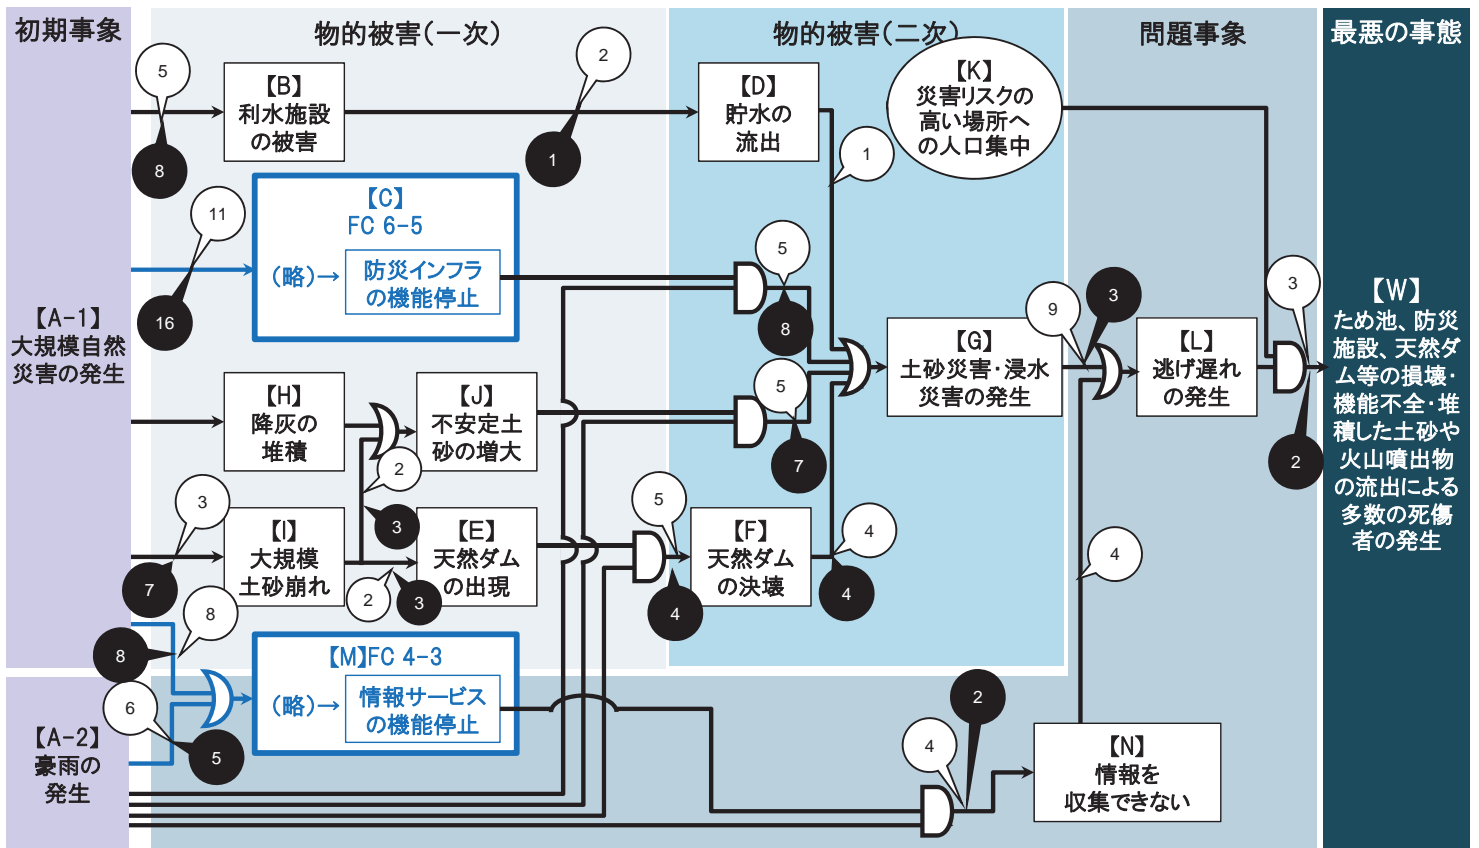 初期事象
物的被害(一次)
物的被害(二次)
問題事象
最悪の事態
【A-1】
大規模自然
災害の発生
【A-2】
豪雨の
発生
5
8
【B】
利水施設
の被害
2
1
11
16
【C】
FC 6-5
(略)→
防災インフラ
の機能停止
【H】
降灰の
堆積
【J】
不安定土
砂の増大
2
3
3
7
【I】
大規模
土砂崩れ
2
3
【E】
天然ダム
の出現
8
8
6
5
【M】FC 4-3
(略)→
情報サービス
の機能停止
【D】
貯水の
流出
1
5
8
5
7
5
4
【F】
天然ダム
の決壊
4
4
【K】
災害リスクの
高い場所へ
の人口集中
【G】
土砂災害・浸水
災害の発生
9
3
【L】
逃げ遅れ
の発生
3
2
4
4
2
【N】
情報を
収集できない
【W】
ため池、防災
施設、天然ダ
ム等の損壊・
機能不全・堆
積した土砂や
火山噴出物
の流出による
多数の死傷
者の発生